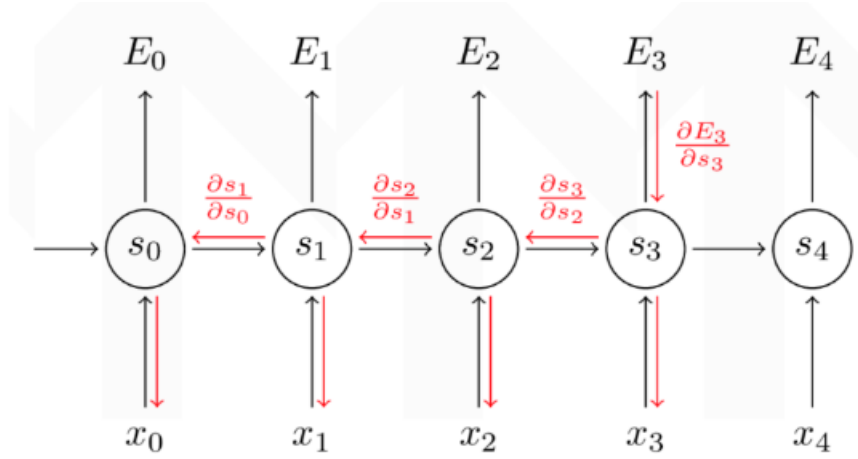 E₀ E₁ E₂ E₃ E₄
∂E₃/∂s₃
∂s₁/∂s₀ ∂s₂/∂s₁ ∂s₃/∂s₂
s₀ s₁ s₂ s₃ s₄
x₀ x₁ x₂ x₃ x₄